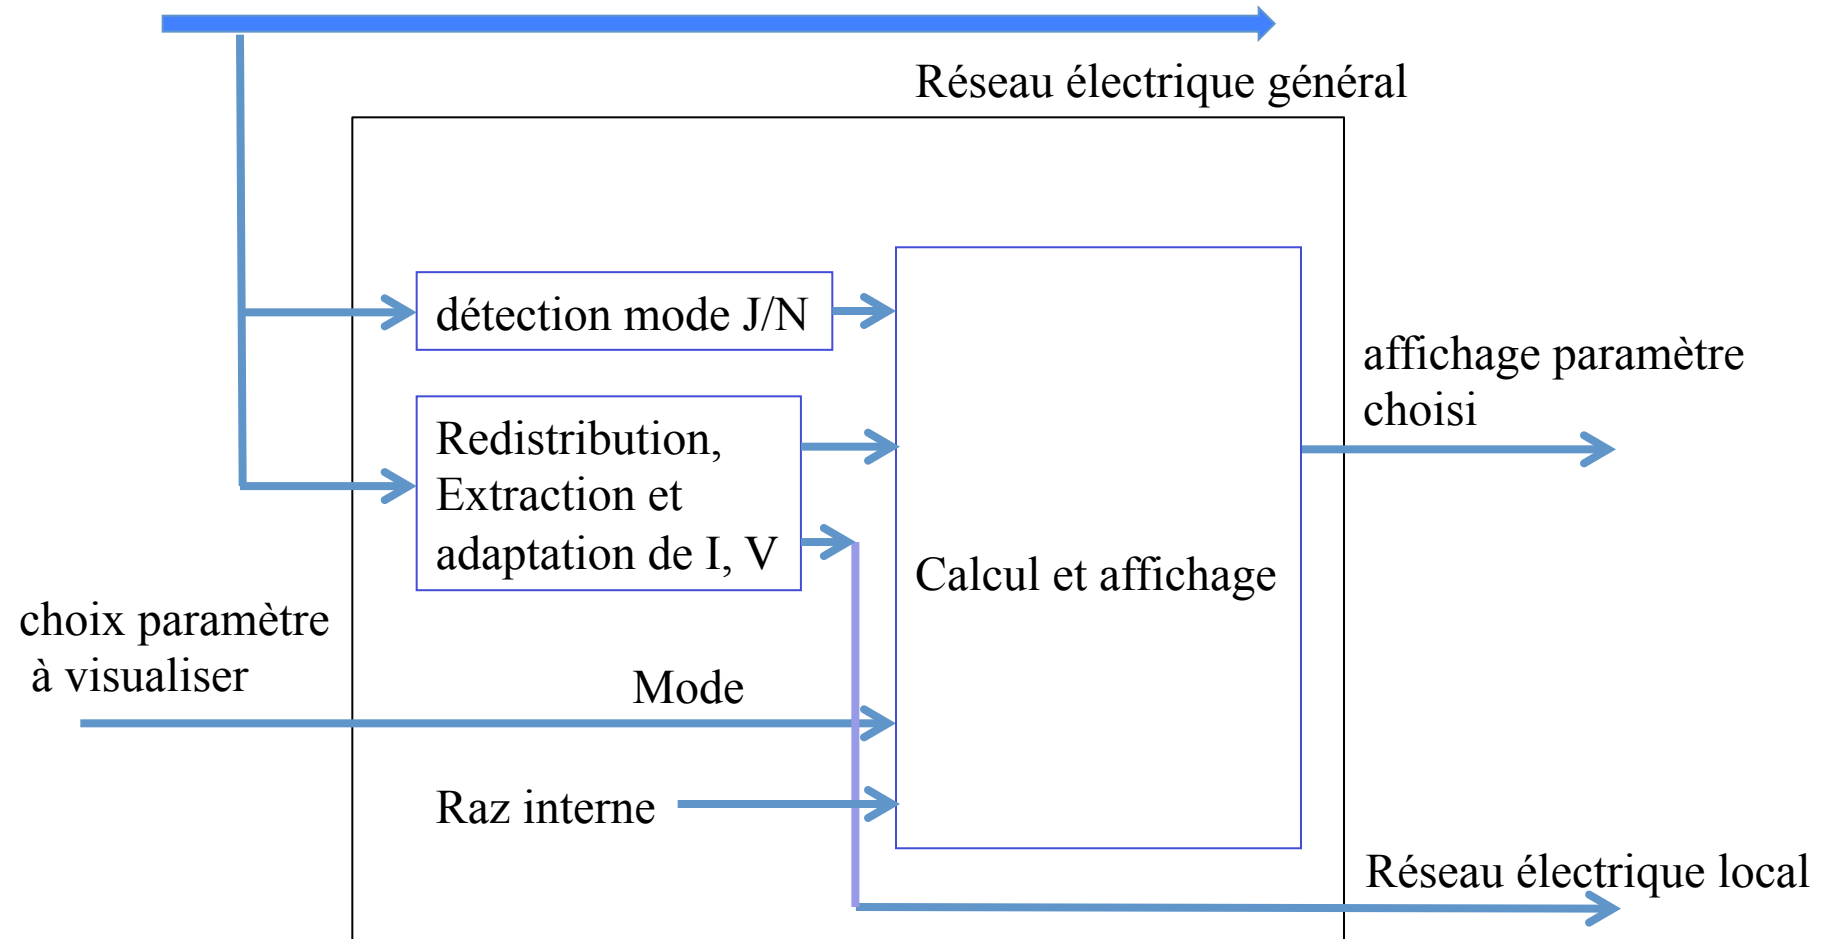 Réseau électrique général
détection mode J/N
Redistribution,
Extraction et
adaptation de I, V
Calcul et affichage
affichage paramètre
choisi
choix paramètre
à visualiser
Mode
Raz interne
Réseau électrique local